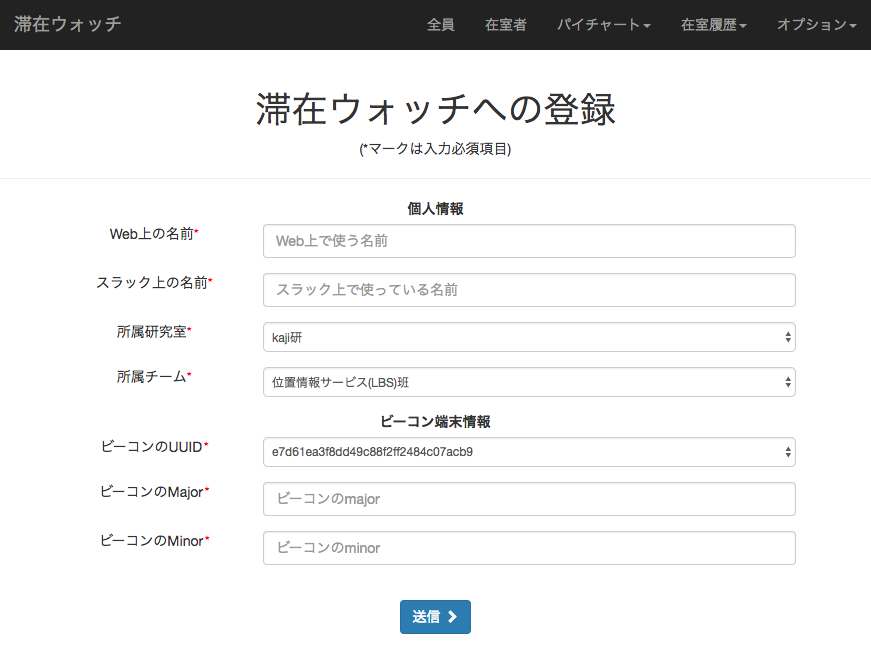 滞在ウォッチ 全員 在室者 パイチャート 在室履歴 オプション
滞在ウォッチへの登録
(*マークは入力必須項目)
個人情報
Web上の名前* Web上で使う名前
スラック上の名前* スラック上で使っている名前
所属研究室* kaji研
所属チーム* 位置情報サービス(LBS)班
ビーコン端末情報
ビーコンのUUID* e7d61ea3f8dd49c88f2ff2484c07acb9
ビーコンのMajor* ビーコンのmajor
ビーコンのMinor* ビーコンのminor
送信